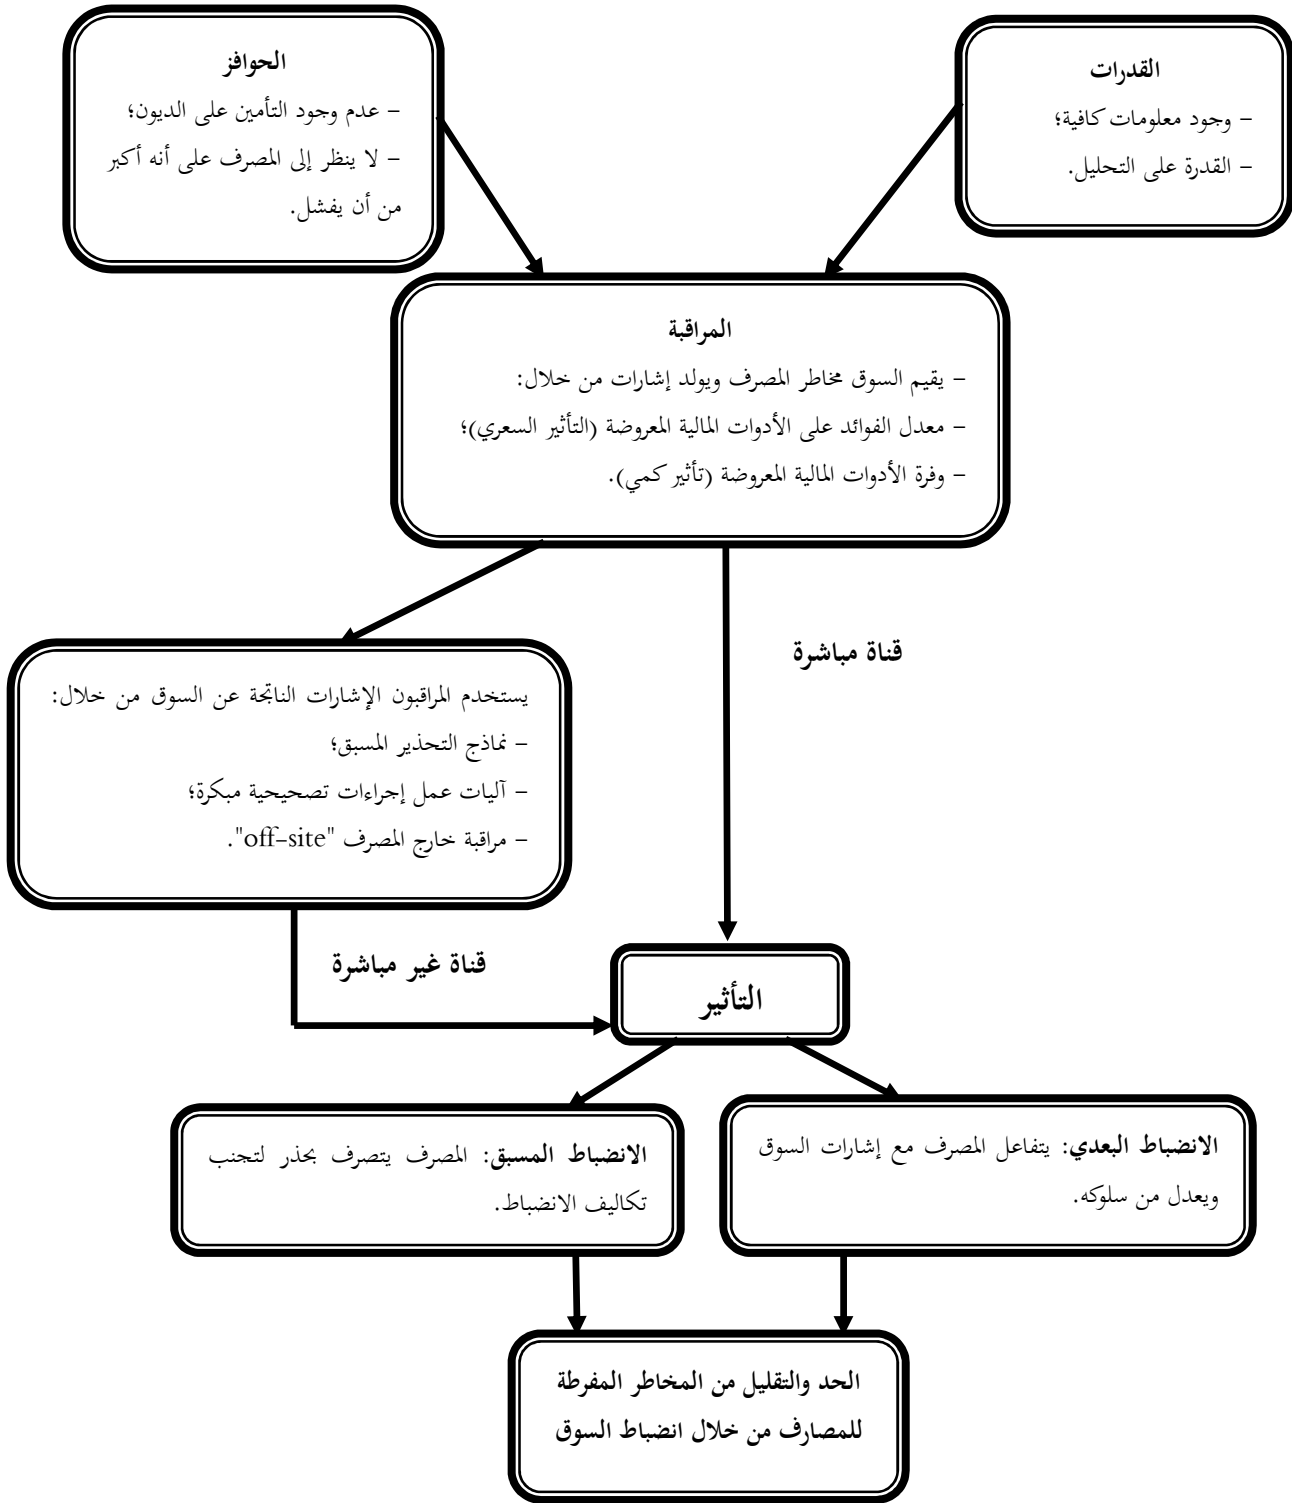 القدرات
- وجود معلومات كافية؛
- القدرة على التحليل.
الحوافز
- عدم وجود التأمين على الديون؛
- لا ينظر إلى المصرف على أنه أكبر
من أن يفشل.
المراقبة
- يقيم السوق مخاطر المصرف ويولد إشارات من خلال:
- معدل الفوائد على الأدوات المالية المعروضة (التأثير السعري)؛
- وفرة الأدوات المالية المعروضة (تأثير كمي).
قناة مباشرة
يستخدم المراقبون الإشارات الناتجة عن السوق من خلال:
- نماذج التحذير المسبق؛
- آليات عمل إجراءات تصحيحية مبكرة؛
- مراقبة خارج المصرف "off-site".
قناة غير مباشرة
التأثير
الانضباط البعدي: يتفاعل المصرف مع إشارات السوق
ويعدل من سلوكه.
الانضباط المسبق: المصرف يتصرف بحذر لتجنب
تكاليف الانضباط.
الحد والتقليل من المخاطر المفرطة
للمصارف من خلال انضباط السوق